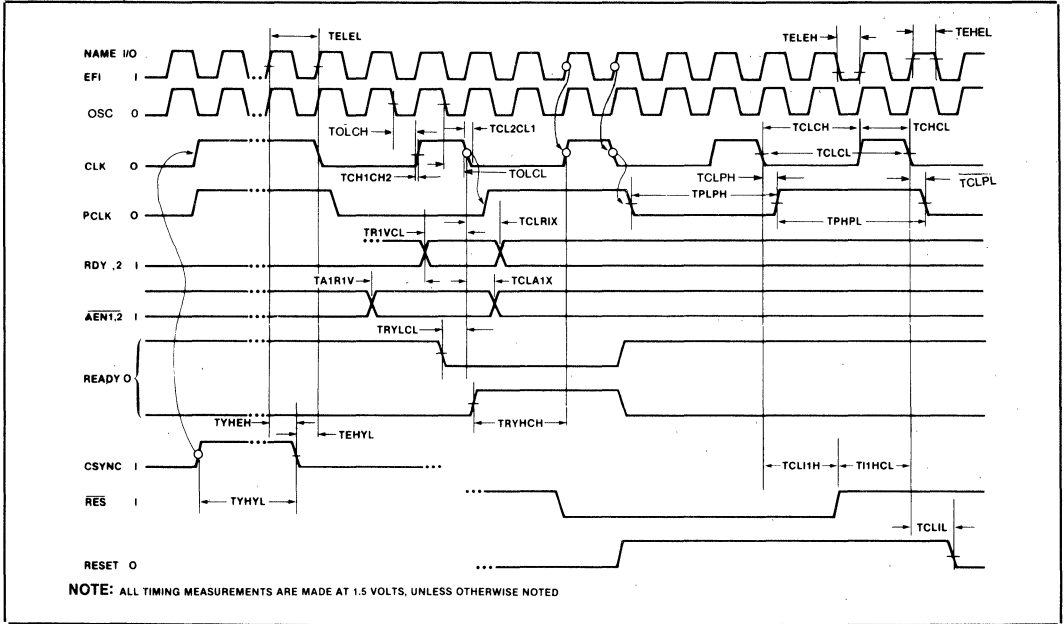 NAME I/O
TELEL
TELEH
TEHEL
EFI I
OSC O
TOLCH
TCL2CL1
TCLCH
TCHCL
CLK O
TCLCL
TCH1CH2
TOLCL
TCLPH
TPLPH
TCLPL
PCLK O
TCLRIX
TPHPL
TR1VCL
RDY ,2 I
TA1R1V
TCLA1X
AEN1,2 I
TRYLCL
READY O
TYHEH
TRYHCH
TEHYL
CSYNC I
TCLI1H
TI1HCL
RES I
TYHYL
TCLIL
RESET O
NOTE: ALL TIMING MEASUREMENTS ARE MADE AT 1.5 VOLTS, UNLESS OTHERWISE NOTED